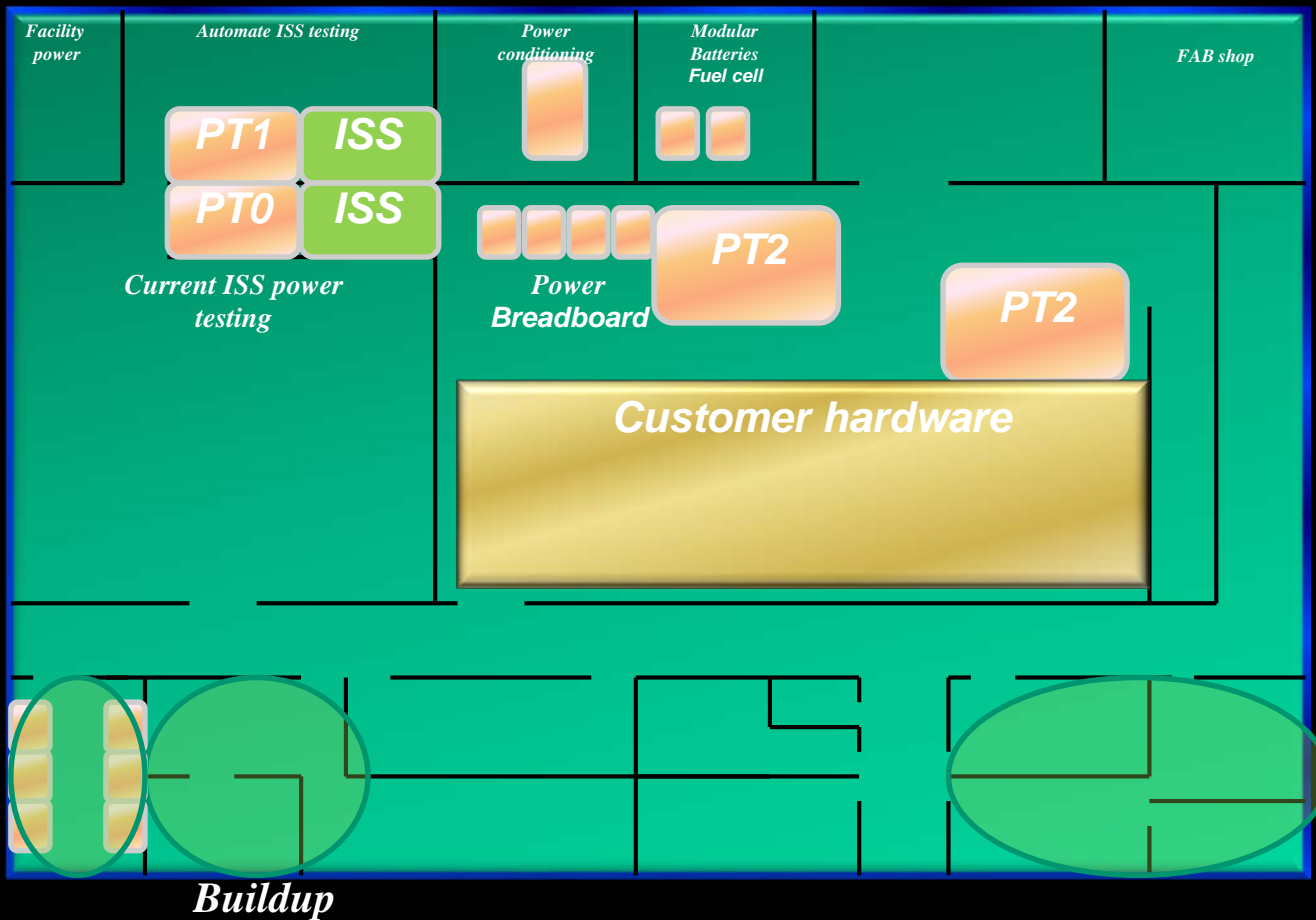 Facility
power
Automate ISS testing
Power
conditioning
Modular
Batteries
Fuel cell
FAB shop
PT1
ISS
PT0
ISS
Current ISS power
testing
Power
Breadboard
PT2
PT2
Customer hardware
Buildup